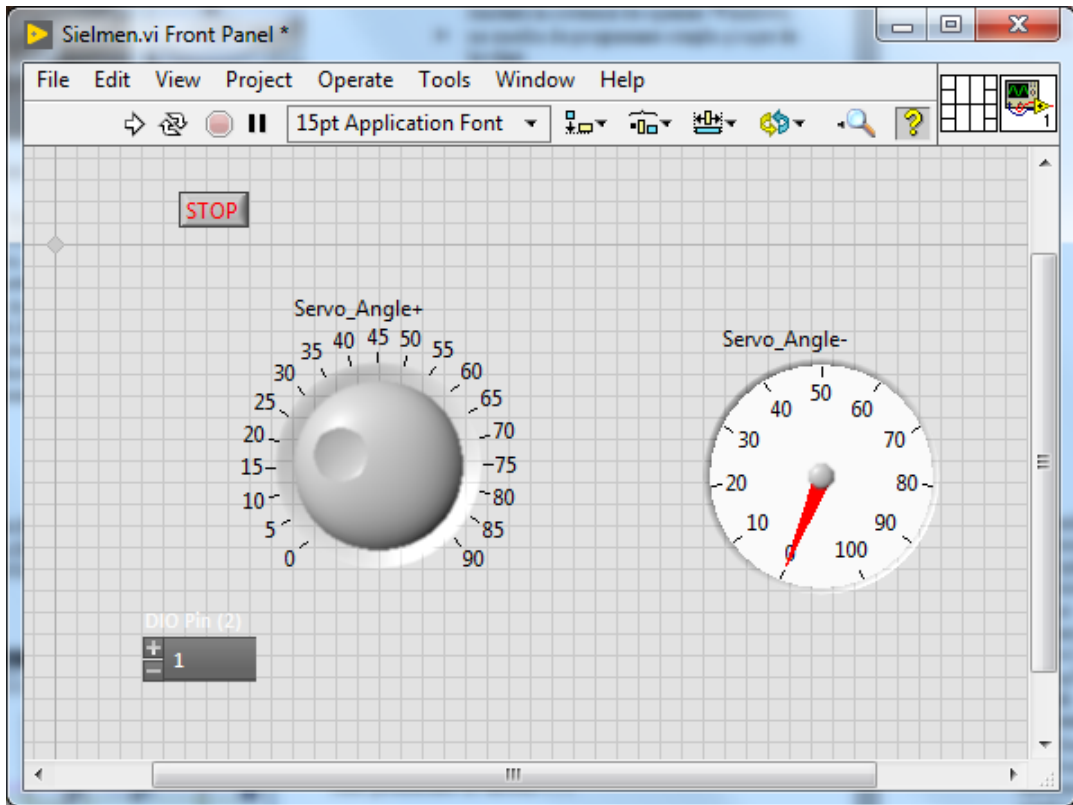 Sielmen.vi Front Panel *
File Edit View Project Operate Tools Window Help
15pt Application Font
1
STOP
Servo_Angle+
0 5 10 15 20 25 30 35 40 45 50 55 60 65 70 75 80 85 90
Servo_Angle-
0 10 20 30 40 50 60 70 80 90 100
DIO Pin (2)
1